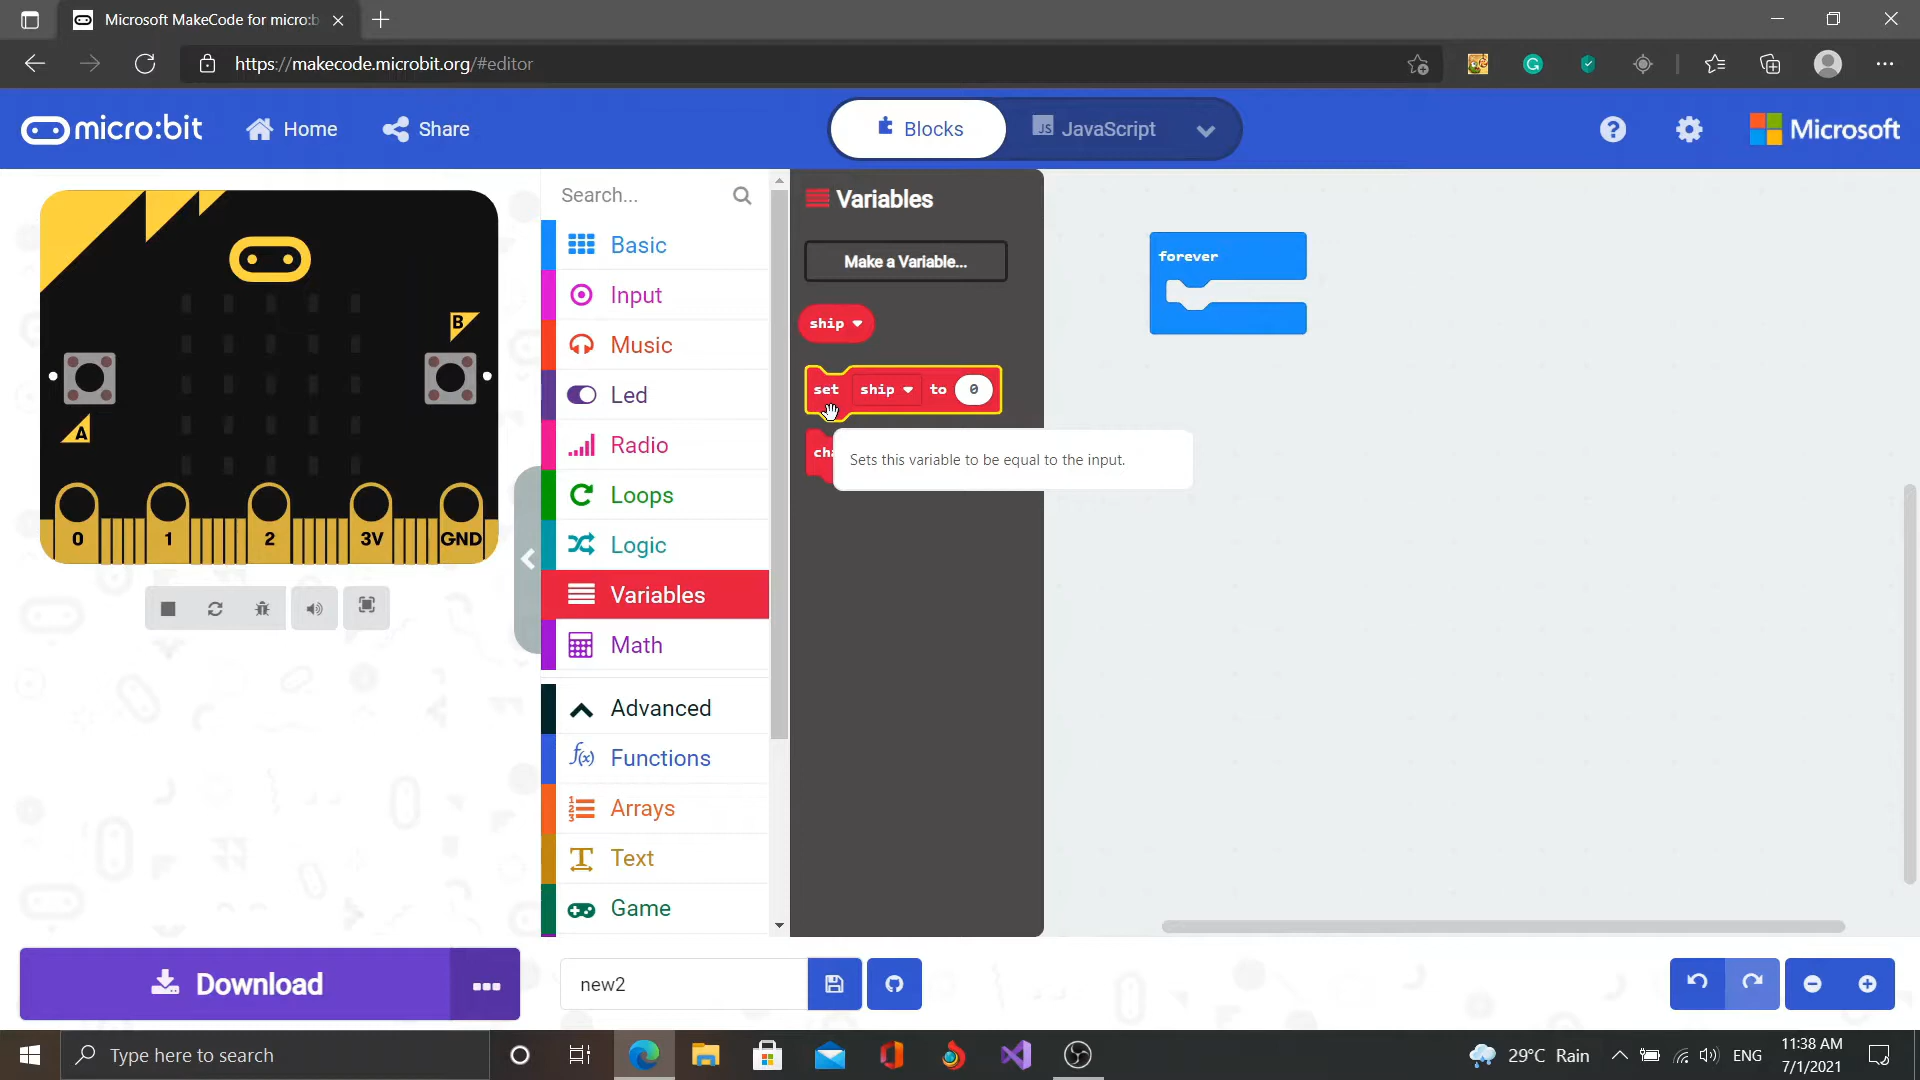 Microsoft MakeCode for micro:b
https://makecode.microbit.org/#editor
micro:bit
Home
Share
Blocks
JS
JavaScript
?
Microsoft
Search...
Basic
Input
Music
Led
Radio
Loops
Logic
Variables
Math
Advanced
f(x) Functions
Arrays
Text
Game
Variables
Make a Variable...
ship
set ship to 0
cha
Sets this variable to be equal to the input.
forever
A
B
0 1 2 3V GND
Download
new2
Type here to search
29°C Rain
ENG
11:38 AM
7/1/2021